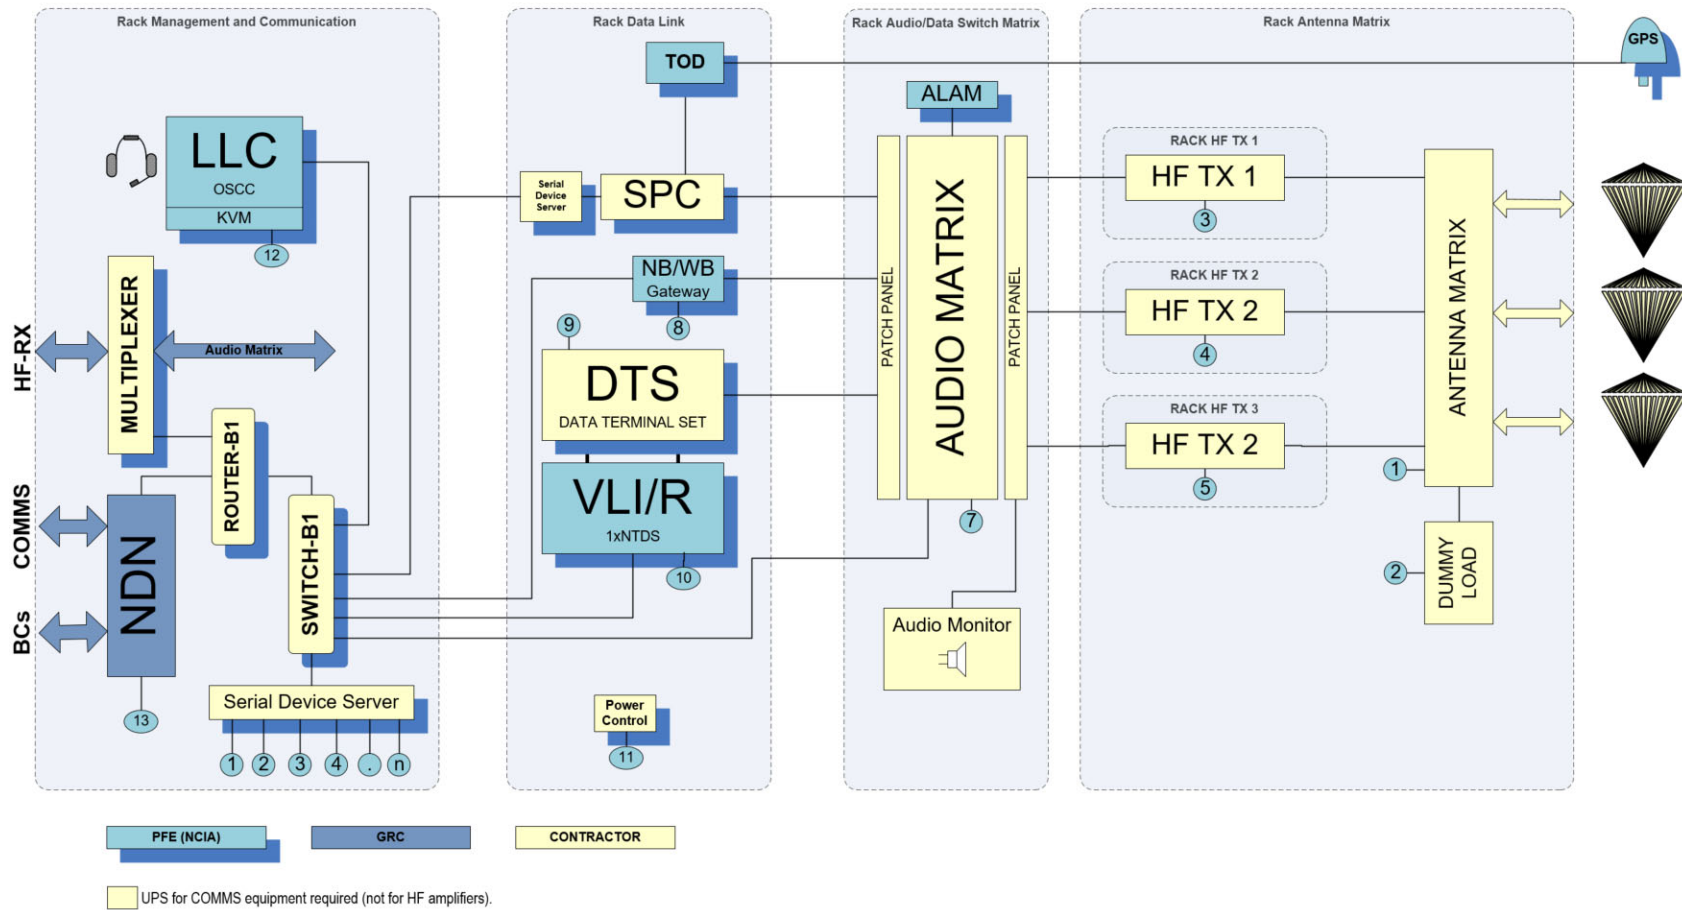 Rack Management and Communication
Rack Data Link
Rack Audio/Data Switch Matrix
Rack Antenna Matrix
GPS
TOD
ALAM
LLC
OSCC
KVM
12
Serial
Device
Server
SPC
RACK HF TX 1
HF TX 1
3
NB/WB
Gateway
8
9
RACK HF TX 2
HF TX 2
4
HF-RX
MULTIPLEXER
Audio Matrix
DTS
DATA TERMINAL SET
PATCH PANEL
AUDIO MATRIX
PATCH PANEL
ANTENNA MATRIX
RACK HF TX 3
HF TX 2
5
1
ROUTER-B1
VLI/R
1xNTDS
10
7
COMMS
NDN
SWITCH-B1
2
DUMMY
LOAD
BCs
Audio Monitor
13
Serial Device Server
1
2
3
4
.
n
Power
Control
11
PFE (NCIA)
GRC
CONTRACTOR
UPS for COMMS equipment required (not for HF amplifiers).